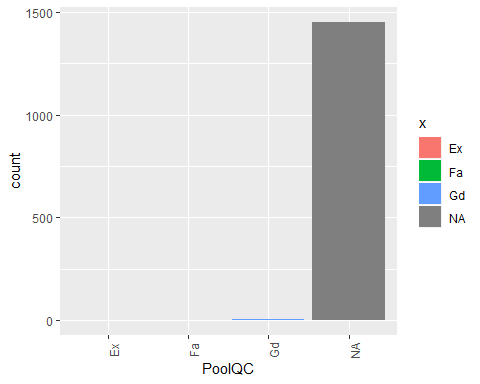 1500
1000
500
0
count
Ex
Fa
Gd
NA
PoolQC
x
Ex
Fa
Gd
NA